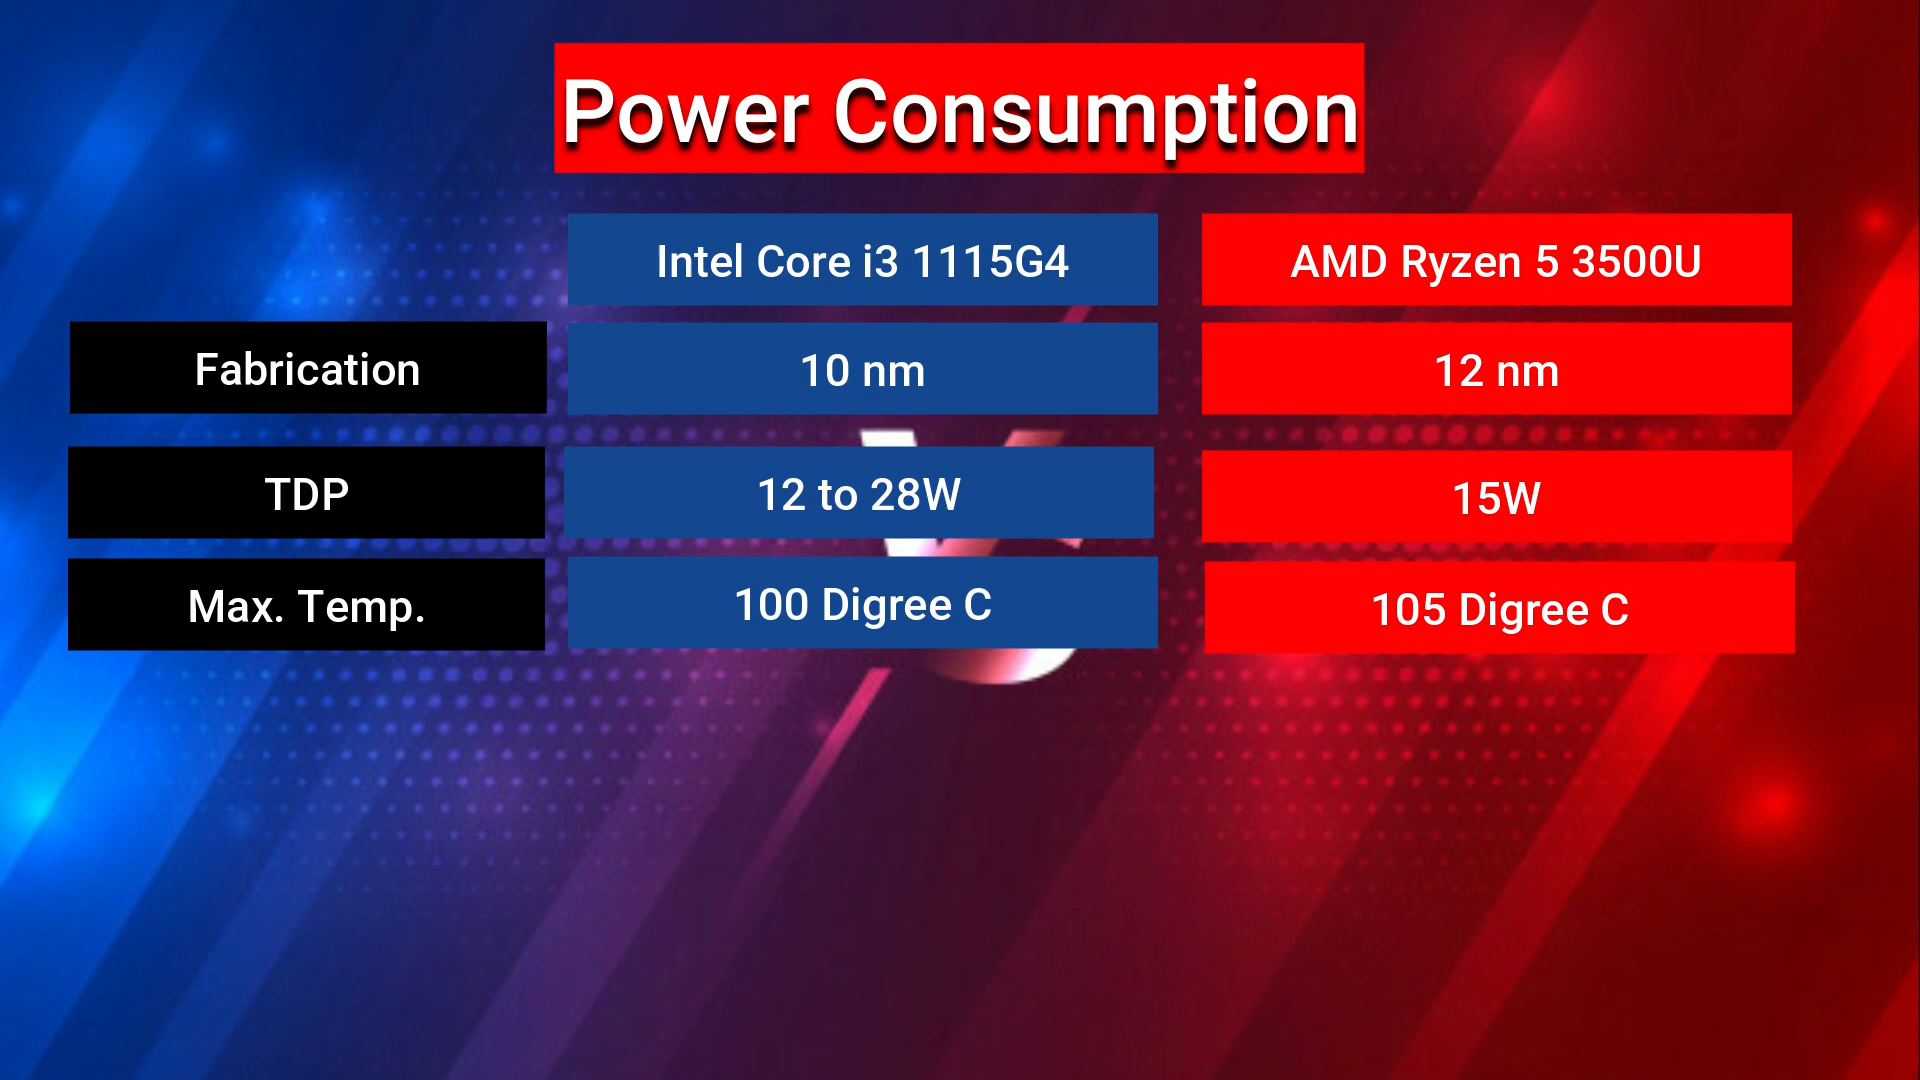 Power Consumption
Intel Core i3 1115G4
AMD Ryzen 5 3500U
Fabrication
10 nm
12 nm
TDP
12 to 28W
15W
Max. Temp.
100 Digree C
105 Digree C